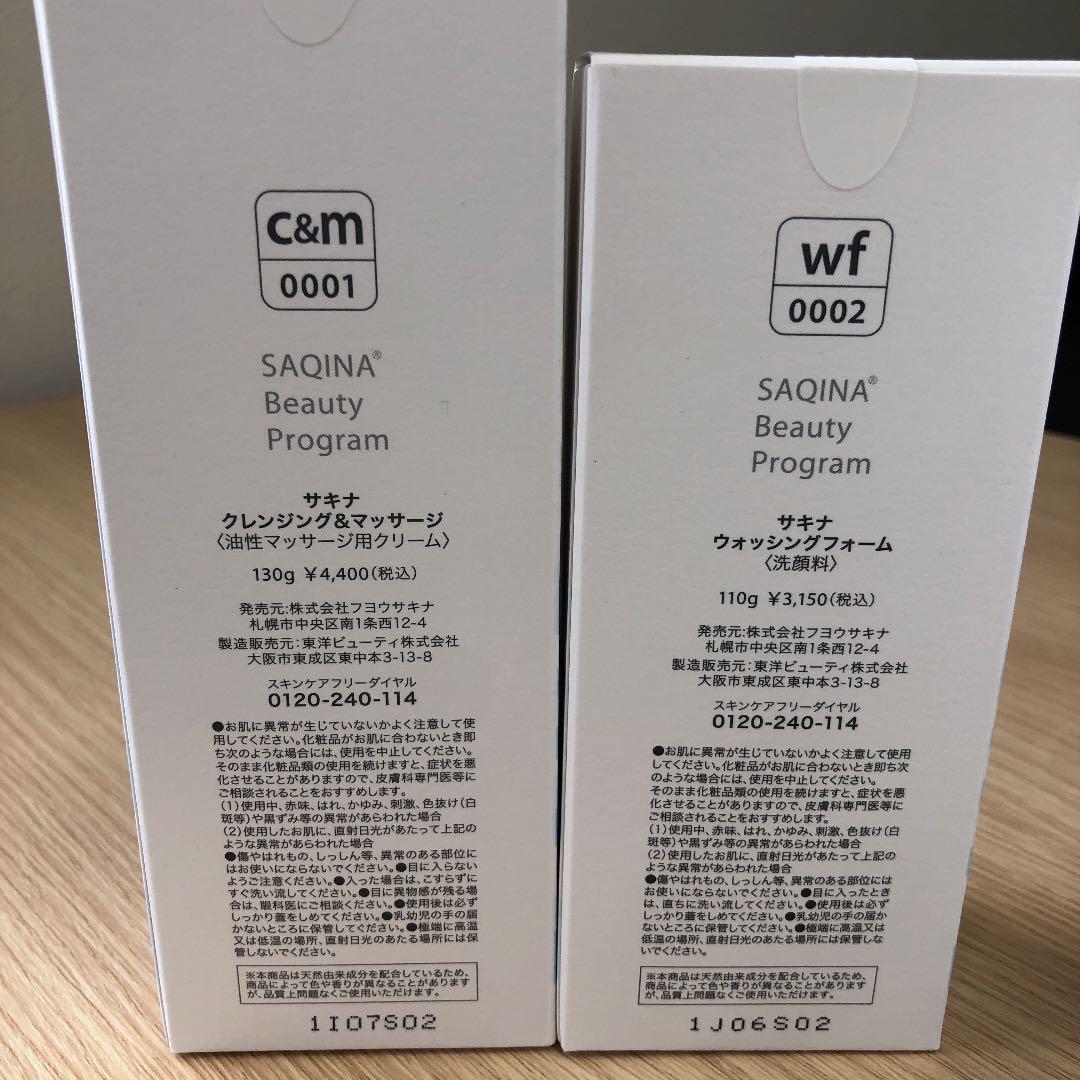 c&m
0001
SAQINA®
Beauty
Program
サキナ
クレンジング&マッサージ
〈油性マッサージ用クリーム〉
130g ¥4,400(税込)
発売元:株式会社フヨウサキナ
札幌市中央区南1条西12-4
製造販売元:東洋ビューティ株式会社
大阪市東成区東中本3-13-8
スキンケアフリーダイヤル
0120-240-114
●お肌に異常が生じていないかよく注意して使
用してください。化粧品がお肌に合わないとき即
ち次のような場合には、使用を中止してください。
そのまま化粧品類の使用を続けますと、症状を悪
化させることがありますので、皮膚科専門医等に
ご相談されることをおすすめします。
(1)使用中、赤味、はれ、かゆみ、刺激、色抜け(白
斑等)や黒ずみ等の異常があらわれた場合
(2)使用したお肌に、直射日光があたって上記の
ような異常があらわれた場合
●傷やはれもの、しっしん等、異常のある部位に
はお使いにならないでください。●目に入らない
ようご注意ください。●入った場合は、こすらずに
すぐ洗い流してください。●目に異物感が残る場
合は、眼科医にご相談ください。●使用後は必ず
しっかり蓋をしめてください。●乳幼児の手の届
かないところに保管してください。●極端に高温
又は低温の場所、直射日光のあたる場所には保
管しないでください。
※本商品は天然由来成分を配合しているため、
商品によって色や香りが異なることがあります
が、品質上問題なくご使用いただけます。
1I07S02
wf
0002
SAQINA®
Beauty
Program
サキナ
ウォッシングフォーム
〈洗顔料〉
110g ¥3,150(税込)
発売元:株式会社フヨウサキナ
札幌市中央区南1条西12-4
製造販売元:東洋ビューティ株式会社
大阪市東成区東中本3-13-8
スキンケアフリーダイヤル
0120-240-114
●お肌に異常が生じていないかよく注意して使用
してください。化粧品がお肌に合わないとき即ち次
のような場合には、使用を中止してください。
そのまま化粧品類の使用を続けますと、症状を悪
化させることがありますので、皮膚科専門医等に
ご相談されることをおすすめします。
(1)使用中、赤味、はれ、かゆみ、刺激、色抜け(白
斑等)や黒ずみ等の異常があらわれた場合
(2)使用したお肌に、直射日光があたって上記のよ
うな異常があらわれた場合
●傷やはれもの、しっしん等、異常のある部位には
お使いにならないでください。●目に入ったとき
は、直ちに洗い流してください。●使用後は必ず
しっかり蓋をしめてください。●乳幼児の手の届か
ないところに保管してください。●極端に高温又は
低温の場所、直射日光のあたる場所には保管しな
いでください。
※本商品は天然由来成分を配合しているため、
商品によって色や香りが異なることがあります
が、品質上問題なくご使用いただけます。
1J06S02